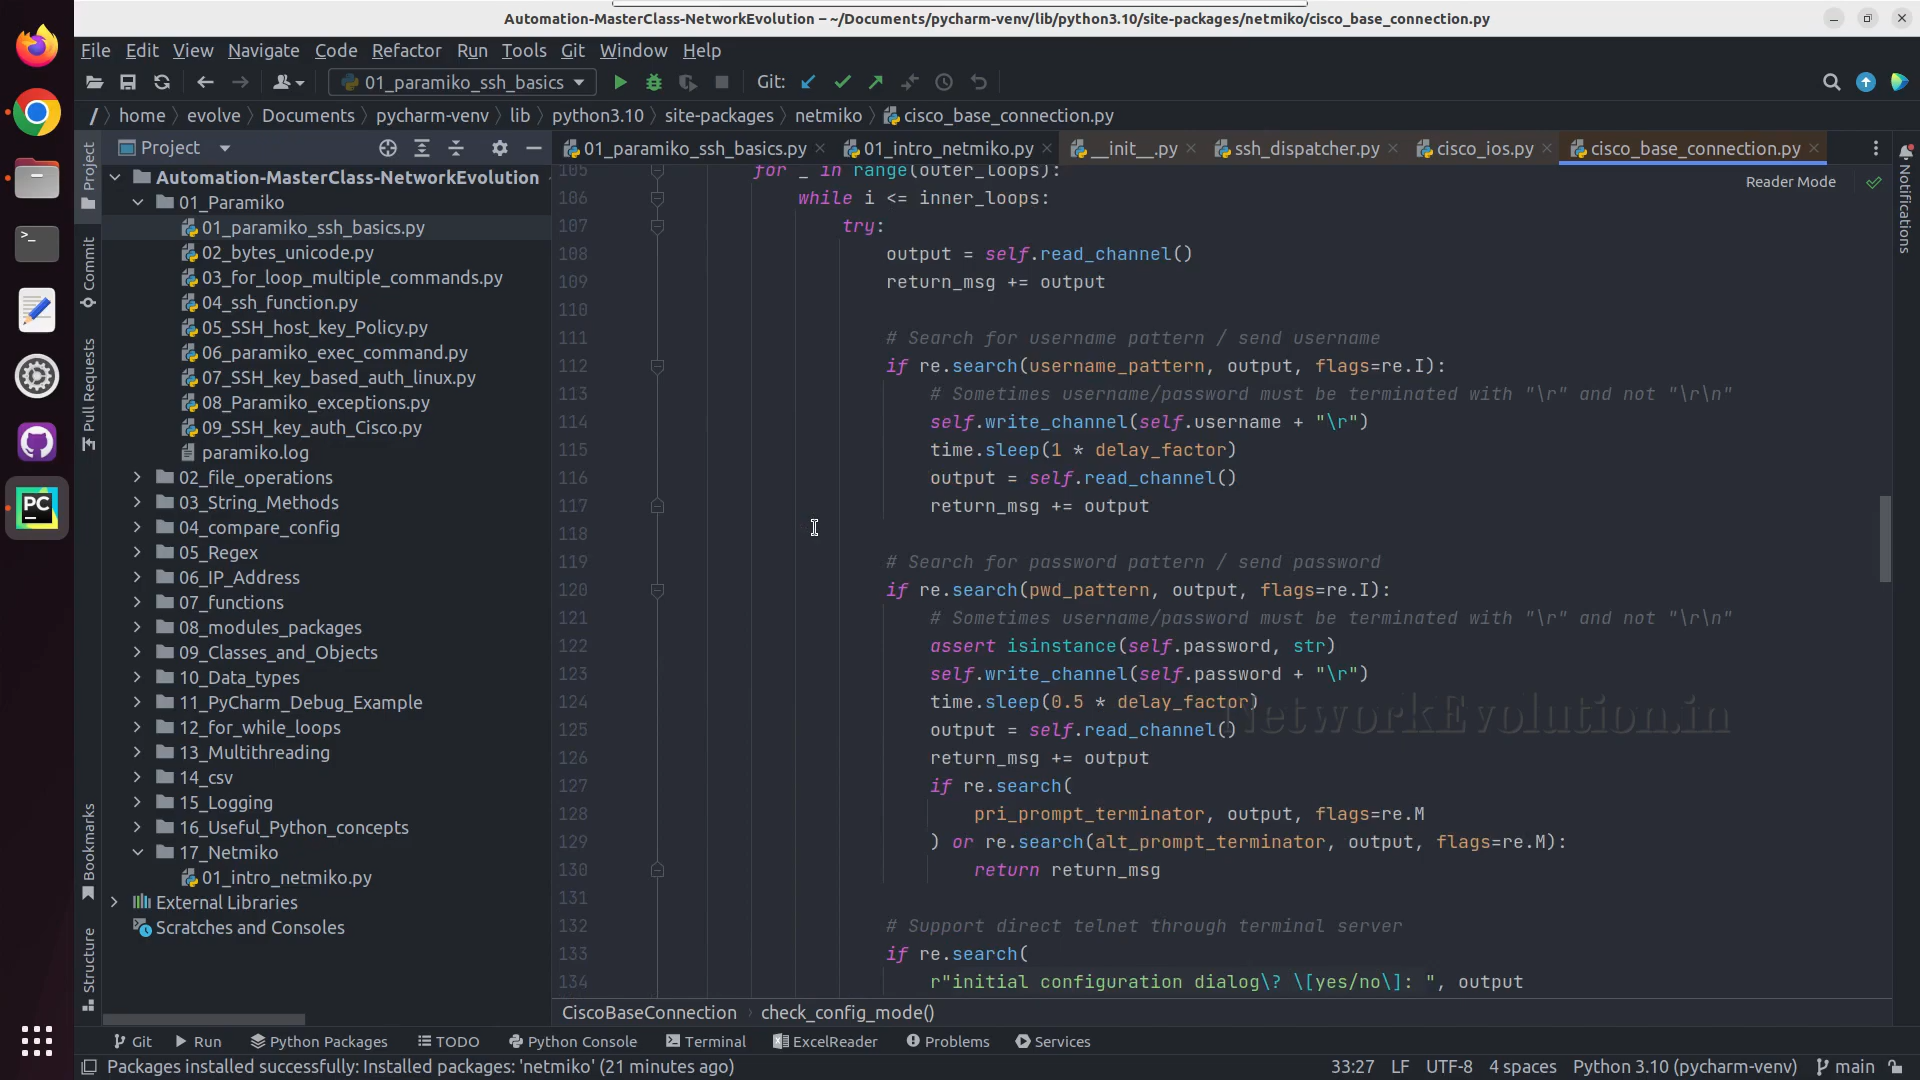 Automation-MasterClass-NetworkEvolution – ~/Documents/pycharm-venv/lib/python3.10/site-packages/netmiko/cisco_base_connection.py
File Edit View Navigate Code Refactor Run Tools Git Window Help
01_paramiko_ssh_basics Git:
/ home evolve Documents pycharm-venv lib python3.10 site-packages netmiko cisco_base_connection.py
Project
01_paramiko_ssh_basics.py 01_intro_netmiko.py __init__.py ssh_dispatcher.py cisco_ios.py cisco_base_connection.py
Reader Mode
Project
Commit
Pull Requests
Bookmarks
Structure
Notifications
Automation-MasterClass-NetworkEvolution
01_Paramiko
01_paramiko_ssh_basics.py
02_bytes_unicode.py
03_for_loop_multiple_commands.py
04_ssh_function.py
05_SSH_host_key_Policy.py
06_paramiko_exec_command.py
07_SSH_key_based_auth_linux.py
08_Paramiko_exceptions.py
09_SSH_key_auth_Cisco.py
paramiko.log
02_file_operations
03_String_Methods
04_compare_config
05_Regex
06_IP_Address
07_functions
08_modules_packages
09_Classes_and_Objects
10_Data_types
11_PyCharm_Debug_Example
12_for_while_loops
13_Multithreading
14_csv
15_Logging
16_Useful_Python_concepts
17_Netmiko
01_intro_netmiko.py
External Libraries
Scratches and Consoles
105 for _ in range(outer_loops):
106 while i <= inner_loops:
107 try:
108 output = self.read_channel()
109 return_msg += output
110
111 # Search for username pattern / send username
112 if re.search(username_pattern, output, flags=re.I):
113 # Sometimes username/password must be terminated with "\r" and not "\r\n"
114 self.write_channel(self.username + "\r")
115 time.sleep(1 * delay_factor)
116 output = self.read_channel()
117 return_msg += output
118
119 # Search for password pattern / send password
120 if re.search(pwd_pattern, output, flags=re.I):
121 # Sometimes username/password must be terminated with "\r" and not "\r\n"
122 assert isinstance(self.password, str)
123 self.write_channel(self.password + "\r")
124 time.sleep(0.5 * delay_factor)
125 output = self.read_channel()
126 return_msg += output
127 if re.search(
128 pri_prompt_terminator, output, flags=re.M
129 ) or re.search(alt_prompt_terminator, output, flags=re.M):
130 return return_msg
131
132 # Support direct telnet through terminal server
133 if re.search(
134 r"initial configuration dialog\? \[yes/no\]: ", output
NetworkEvolution.in
CiscoBaseConnection check_config_mode()
Git Run Python Packages TODO Python Console Terminal ExcelReader Problems Services
Packages installed successfully: Installed packages: 'netmiko' (21 minutes ago) 33:27 LF UTF-8 4 spaces Python 3.10 (pycharm-venv) main